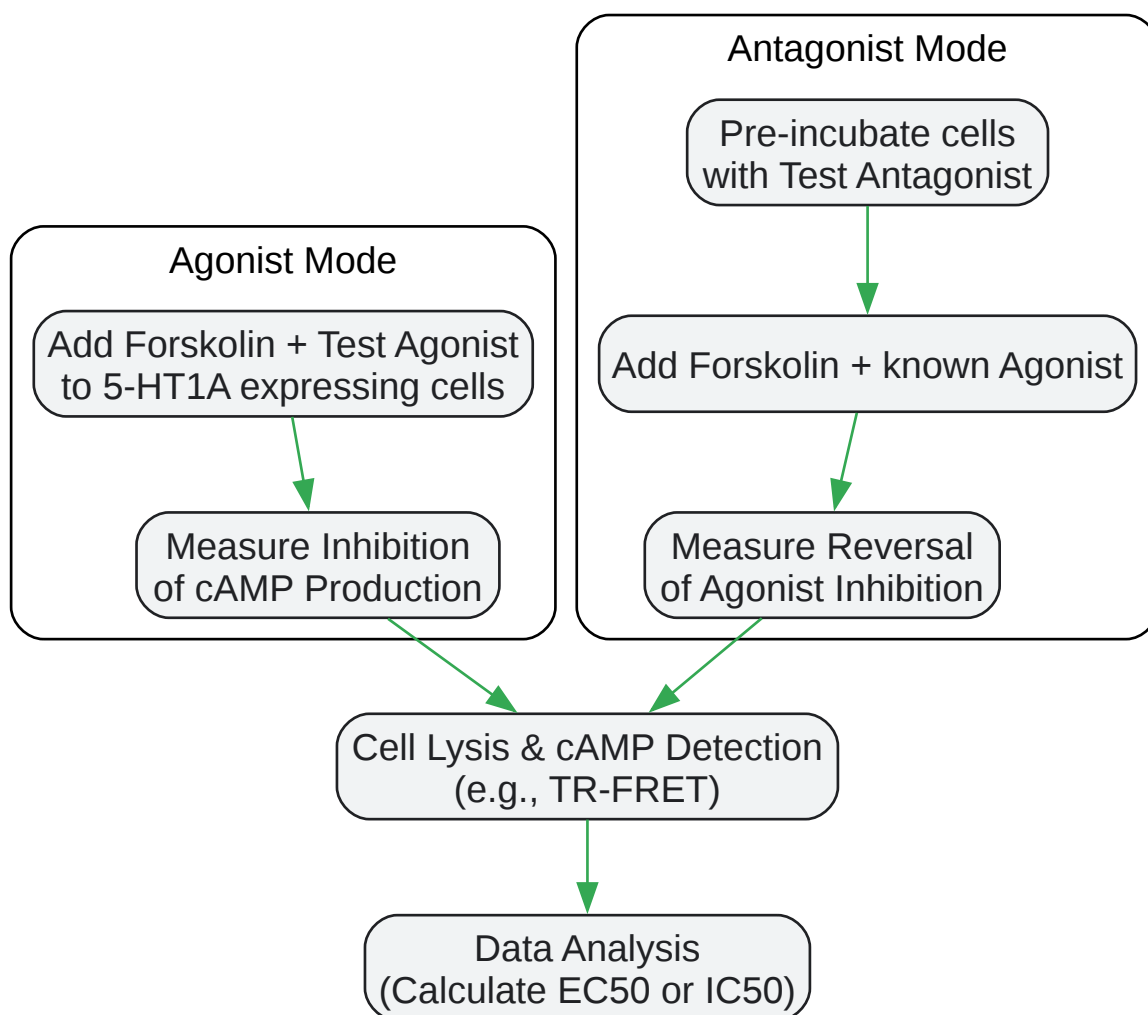 Antagonist Mode
Pre-incubate cells
with Test Antagonist
Add Forskolin + known Agonist
Measure Reversal
of Agonist Inhibition
Agonist Mode
Add Forskolin + Test Agonist
to 5-HT1A expressing cells
Measure Inhibition
of cAMP Production
Cell Lysis & cAMP Detection
(e.g., TR-FRET)
Data Analysis
(Calculate EC50 or IC50)